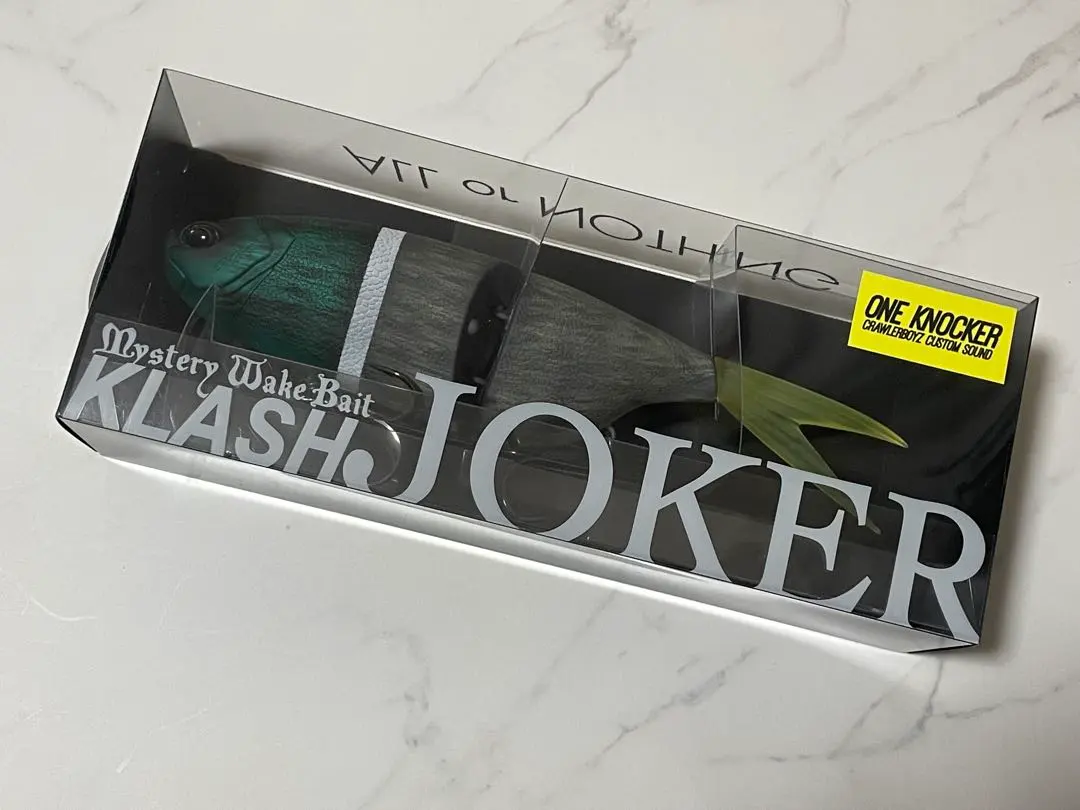 ALL or NOTHING
ONE KNOCKER
CRAWLERBOYZ CUSTOM SOUND
Mystery Wake Bait
KLASH JOKER